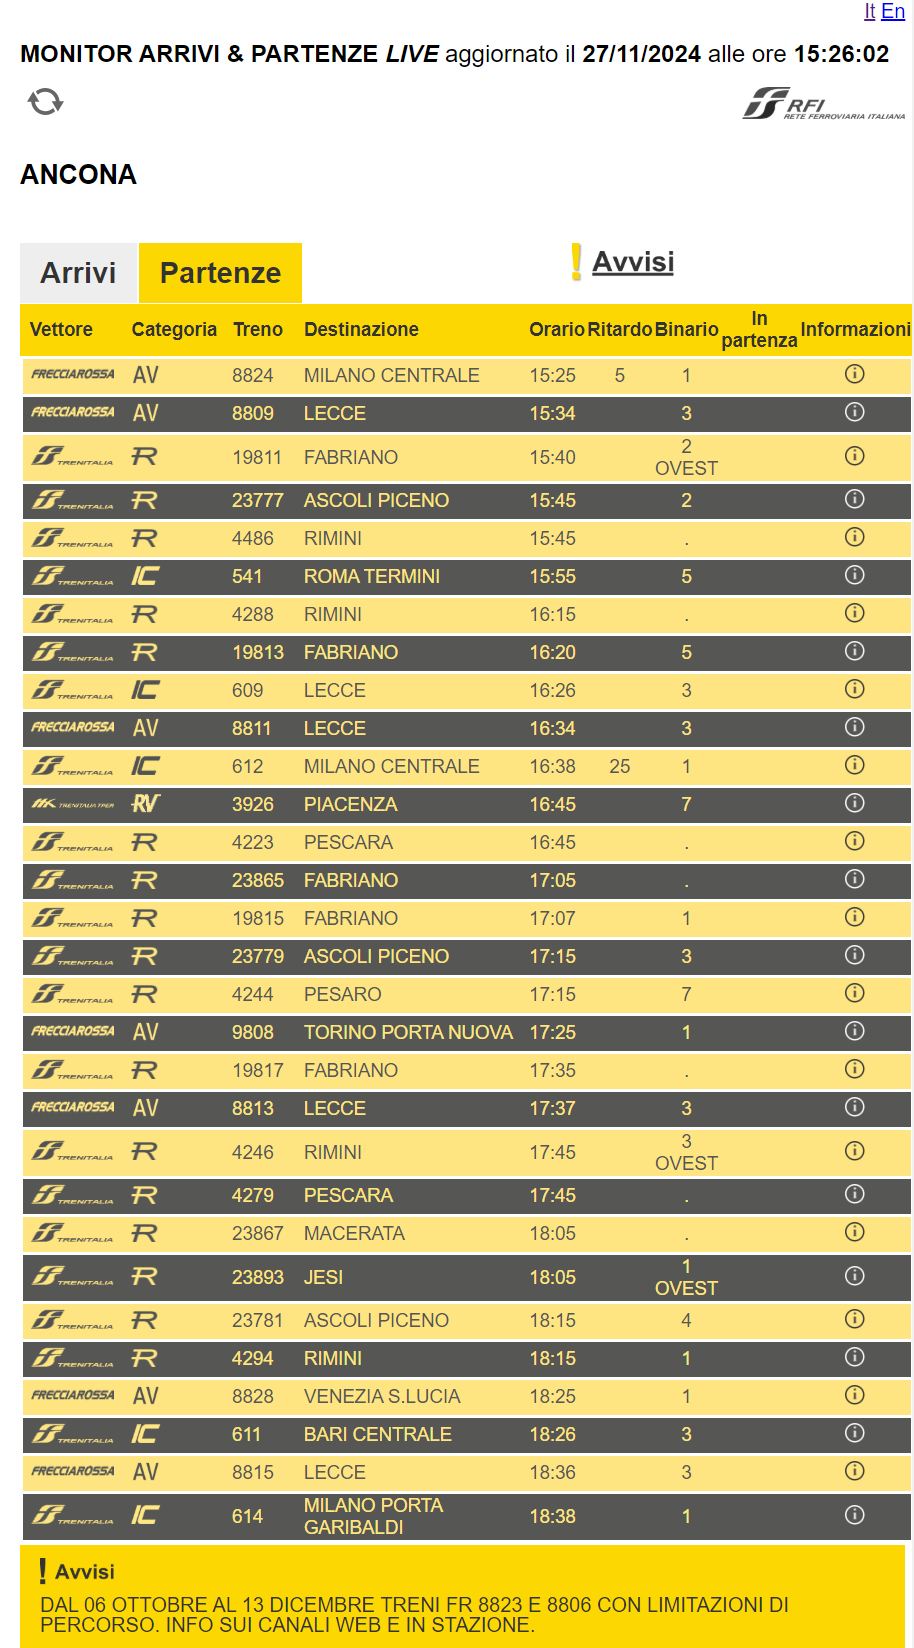 It En
MONITOR ARRIVI & PARTENZE LIVE aggiornato il 27/11/2024 alle ore 15:26:02
RFI
RETE FERROVIARIA ITALIANA
ANCONA
Arrivi Partenze ! Avvisi
Vettore Categoria Treno Destinazione Orario Ritardo Binario In partenza Informazioni
FRECCIAROSSA AV 8824 MILANO CENTRALE 15:25 5 1
FRECCIAROSSA AV 8809 LECCE 15:34 3
TRENITALIA R 19811 FABRIANO 15:40 2 OVEST
TRENITALIA R 23777 ASCOLI PICENO 15:45 2
TRENITALIA R 4486 RIMINI 15:45 .
TRENITALIA IC 541 ROMA TERMINI 15:55 5
TRENITALIA R 4288 RIMINI 16:15 .
TRENITALIA R 19813 FABRIANO 16:20 5
TRENITALIA IC 609 LECCE 16:26 3
FRECCIAROSSA AV 8811 LECCE 16:34 3
TRENITALIA IC 612 MILANO CENTRALE 16:38 25 1
TRENITALIA TPER RV 3926 PIACENZA 16:45 7
TRENITALIA R 4223 PESCARA 16:45 .
TRENITALIA R 23865 FABRIANO 17:05 .
TRENITALIA R 19815 FABRIANO 17:07 1
TRENITALIA R 23779 ASCOLI PICENO 17:15 3
TRENITALIA R 4244 PESARO 17:15 7
FRECCIAROSSA AV 9808 TORINO PORTA NUOVA 17:25 1
TRENITALIA R 19817 FABRIANO 17:35 .
FRECCIAROSSA AV 8813 LECCE 17:37 3
TRENITALIA R 4246 RIMINI 17:45 3 OVEST
TRENITALIA R 4279 PESCARA 17:45 .
TRENITALIA R 23867 MACERATA 18:05 .
TRENITALIA R 23893 JESI 18:05 1 OVEST
TRENITALIA R 23781 ASCOLI PICENO 18:15 4
TRENITALIA R 4294 RIMINI 18:15 1
FRECCIAROSSA AV 8828 VENEZIA S.LUCIA 18:25 1
TRENITALIA IC 611 BARI CENTRALE 18:26 3
FRECCIAROSSA AV 8815 LECCE 18:36 3
TRENITALIA IC 614 MILANO PORTA GARIBALDI 18:38 1
! Avvisi
DAL 06 OTTOBRE AL 13 DICEMBRE TRENI FR 8823 E 8806 CON LIMITAZIONI DI
PERCORSO. INFO SUI CANALI WEB E IN STAZIONE.